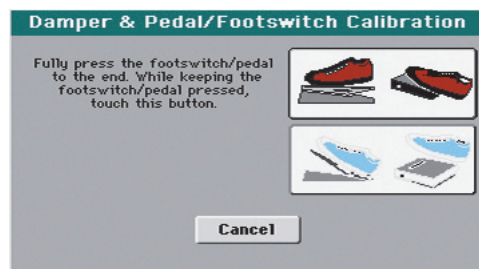 Damper & Pedal/Footswitch Calibration
Fully press the footswitch/pedal
to the end. While keeping the
footswitch/pedal pressed,
touch this button.
Cancel